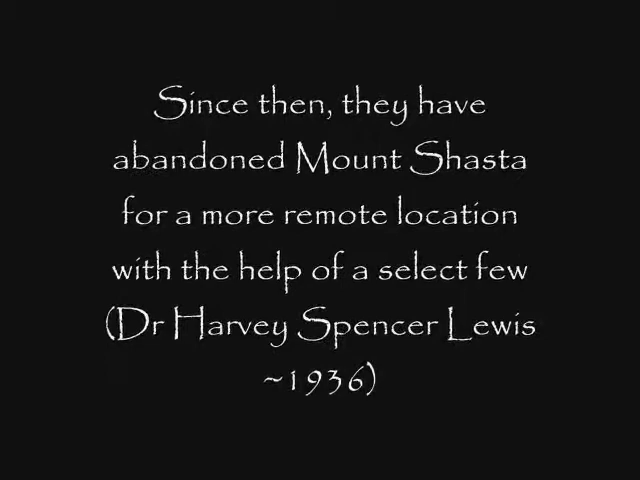 Since then, they have
abandoned Mount Shasta
for a more remote location
with the help of a select few
(Dr Harvey Spencer Lewis
~1936)